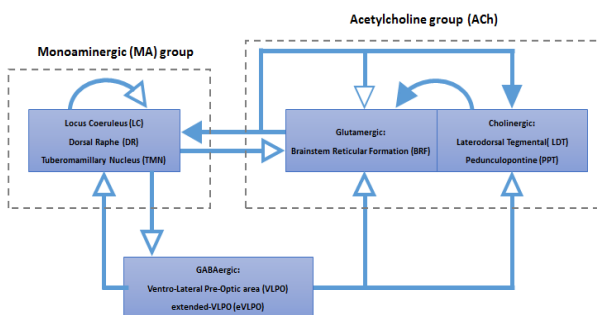 Acetylcholine group (ACh)
Monoaminergic (MA) group
Locus Coeruleus (LC)
Dorsal Raphe (DR)
Tuberomamillary Nucleus (TMN)
Glutamergic:
Brainstem Reticular Formation (BRF)
Cholinergic:
Laterodorsal Tegmental( LDT)
Pedunculopontine (PPT)
GABAergic:
Ventro-Lateral Pre-Optic area (VLPO)
extended-VLPO (eVLPO)